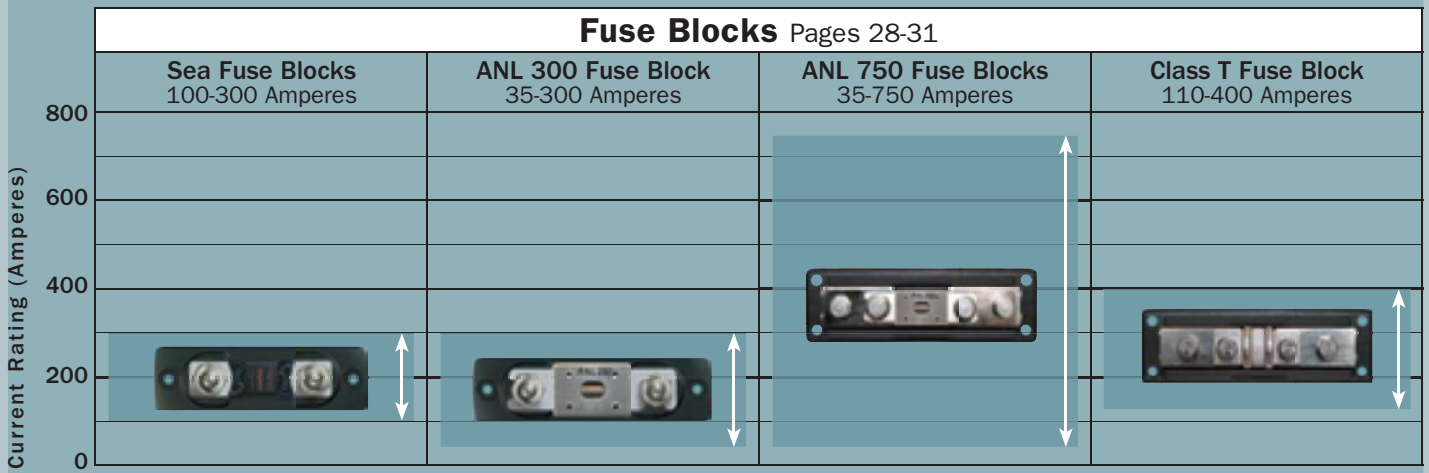 Fuse Blocks Pages 28-31
Sea Fuse Blocks
100-300 Amperes
ANL 300 Fuse Block
35-300 Amperes
ANL 750 Fuse Blocks
35-750 Amperes
Class T Fuse Block
110-400 Amperes
Current Rating (Amperes)
800
600
400
200
0